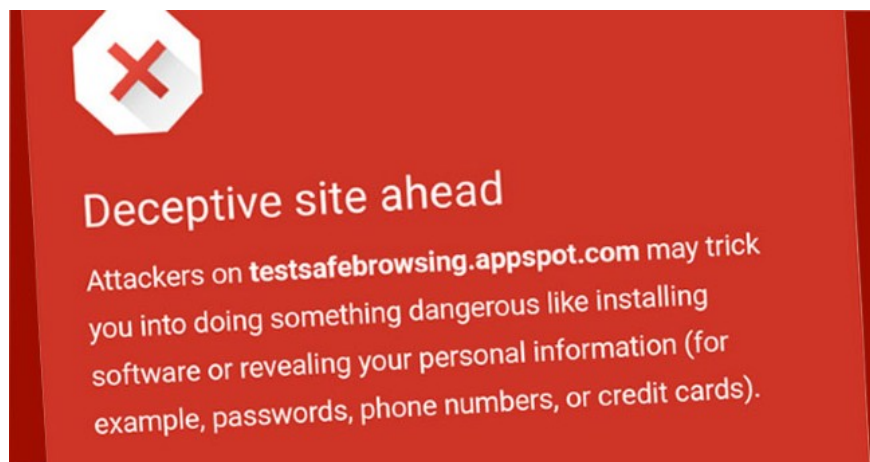 Deceptive site ahead
Attackers on testsafebrowsing.appspot.com may trick
you into doing something dangerous like installing
software or revealing your personal information (for
example, passwords, phone numbers, or credit cards).